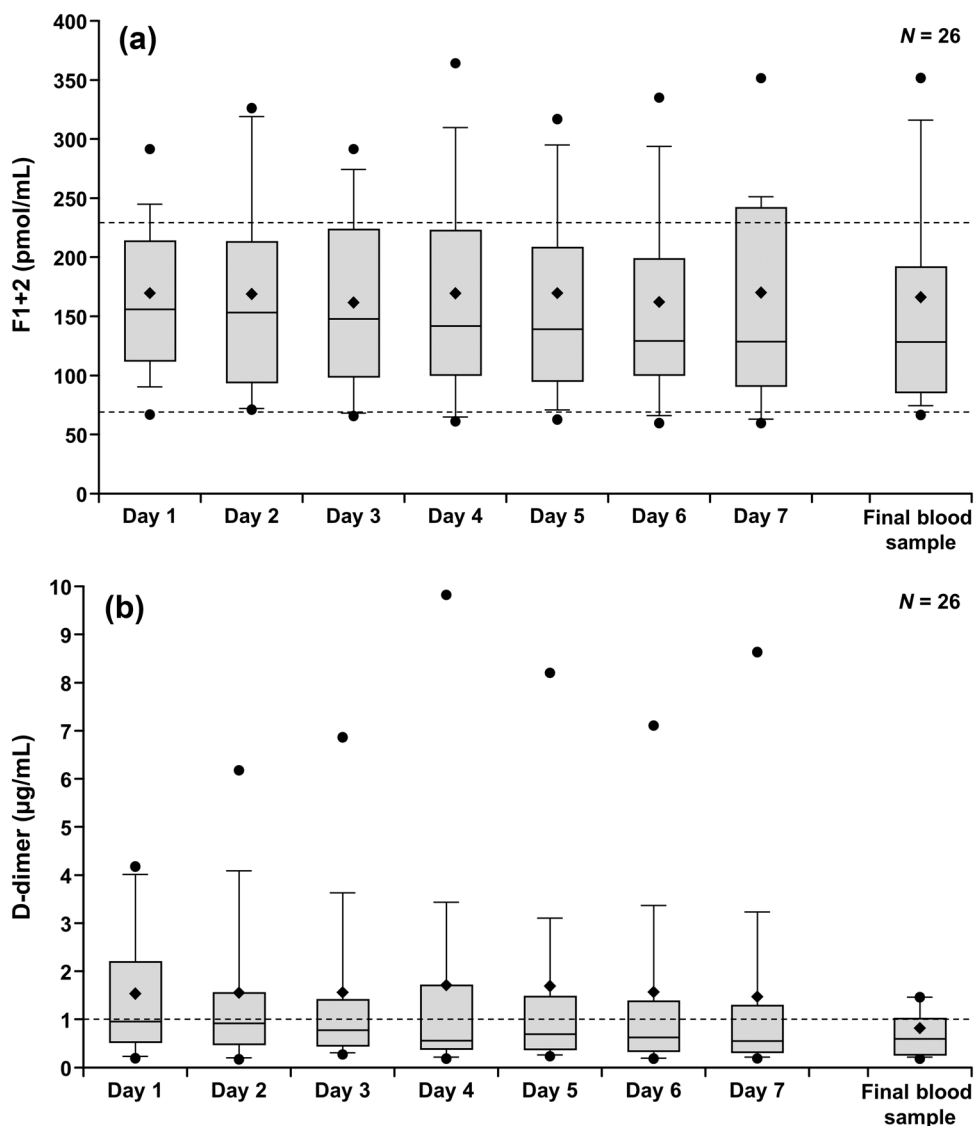 (a)
N = 26
F1+2 (pmol/mL)
400
350
300
250
200
150
100
50
0
Day 1 Day 2 Day 3 Day 4 Day 5 Day 6 Day 7 Final blood
sample
(b)
N = 26
D-dimer (µg/mL)
10
9
8
7
6
5
4
3
2
1
0
Day 1 Day 2 Day 3 Day 4 Day 5 Day 6 Day 7 Final blood
sample